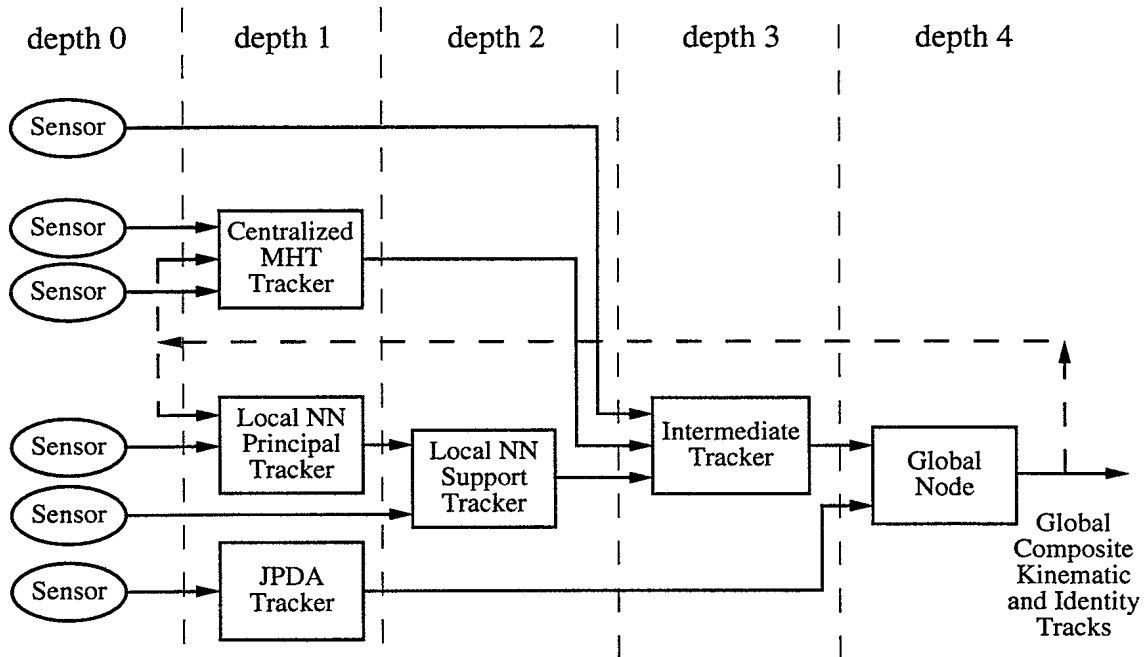 depth 0
depth 1
depth 2
depth 3
depth 4
Sensor
Sensor
Sensor
Centralized
MHT
Tracker
Sensor
Local NN
Principal
Tracker
Sensor
Local NN
Support
Tracker
Intermediate
Tracker
Global
Node
Sensor
JPDA
Tracker
Global
Composite
Kinematic
and Identity
Tracks